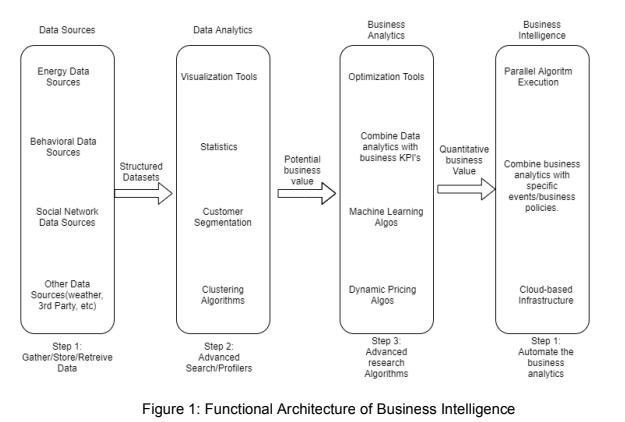 Data Sources
Energy Data
Sources
Behavioral Data
Sources
Social Network
Data Sources
Other Data
Sources(weather,
3rd Party, etc)
Step 1:
Gather/Store/Retreive
Data
Structured
Datasets
Data Analytics
Visualization Tools
Statistics
Customer
Segmentation
Clustering
Algorithms
Step 2:
Advanced
Search/Profilers
Potential
business
value
Business
Analytics
Optimization Tools
Combine Data
analytics with
business KPI's
Machine Learning
Algos
Dynamic Pricing
Algos
Step 3:
Advanced
research
Algorithms
Quantitative
business
Value
Business
Intelligence
Parallel Algoritm
Execution
Combine business
analytics with
specific
events/business
policies.
Cloud-based
Infrastructure
Step 1:
Automate the
business
analytics
Figure 1: Functional Architecture of Business Intelligence